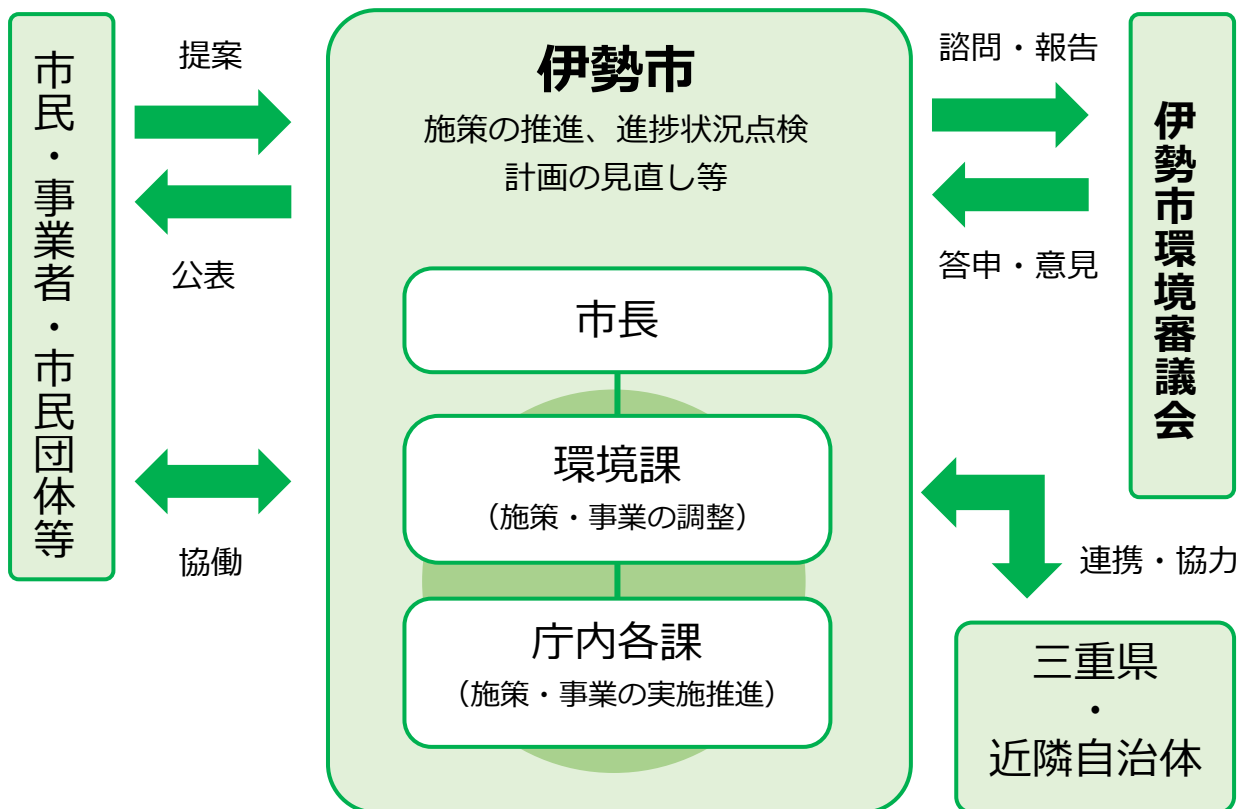 市民・事業者・市民団体等
提案
公表
協働
伊勢市
施策の推進、進捗状況点検
計画の見直し等
市長
環境課
（施策・事業の調整）
庁内各課
（施策・事業の実施推進）
諮問・報告
答申・意見
伊勢市環境審議会
連携・協力
三重県
・
近隣自治体